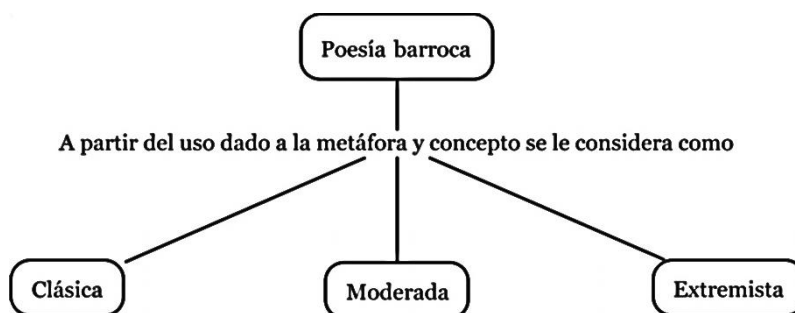 Poesía barroca
A partir del uso dado a la metáfora y concepto se le considera como
Clásica
Moderada
Extremista